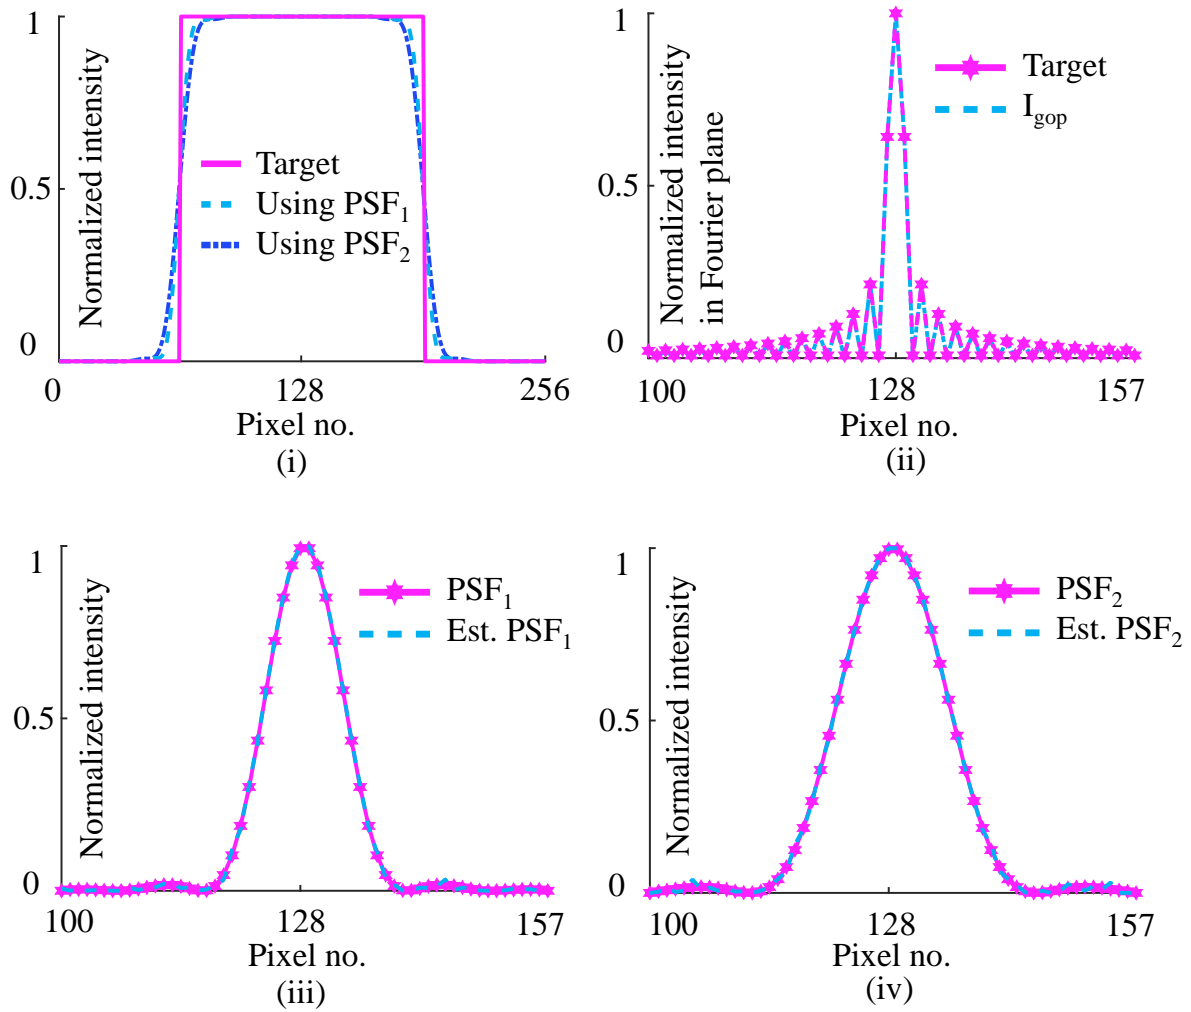 1
0.5
0
Normalized intensity
Target
Using PSF₁
Using PSF₂
0
128
256
Pixel no.
(i)
1
0.5
0
Normalized intensity
in Fourier plane
Target
I_gop
100
128
157
Pixel no.
(ii)
1
0.5
0
Normalized intensity
PSF₁
Est. PSF₁
100
128
157
Pixel no.
(iii)
1
0.5
0
Normalized intensity
PSF₂
Est. PSF₂
100
128
157
Pixel no.
(iv)